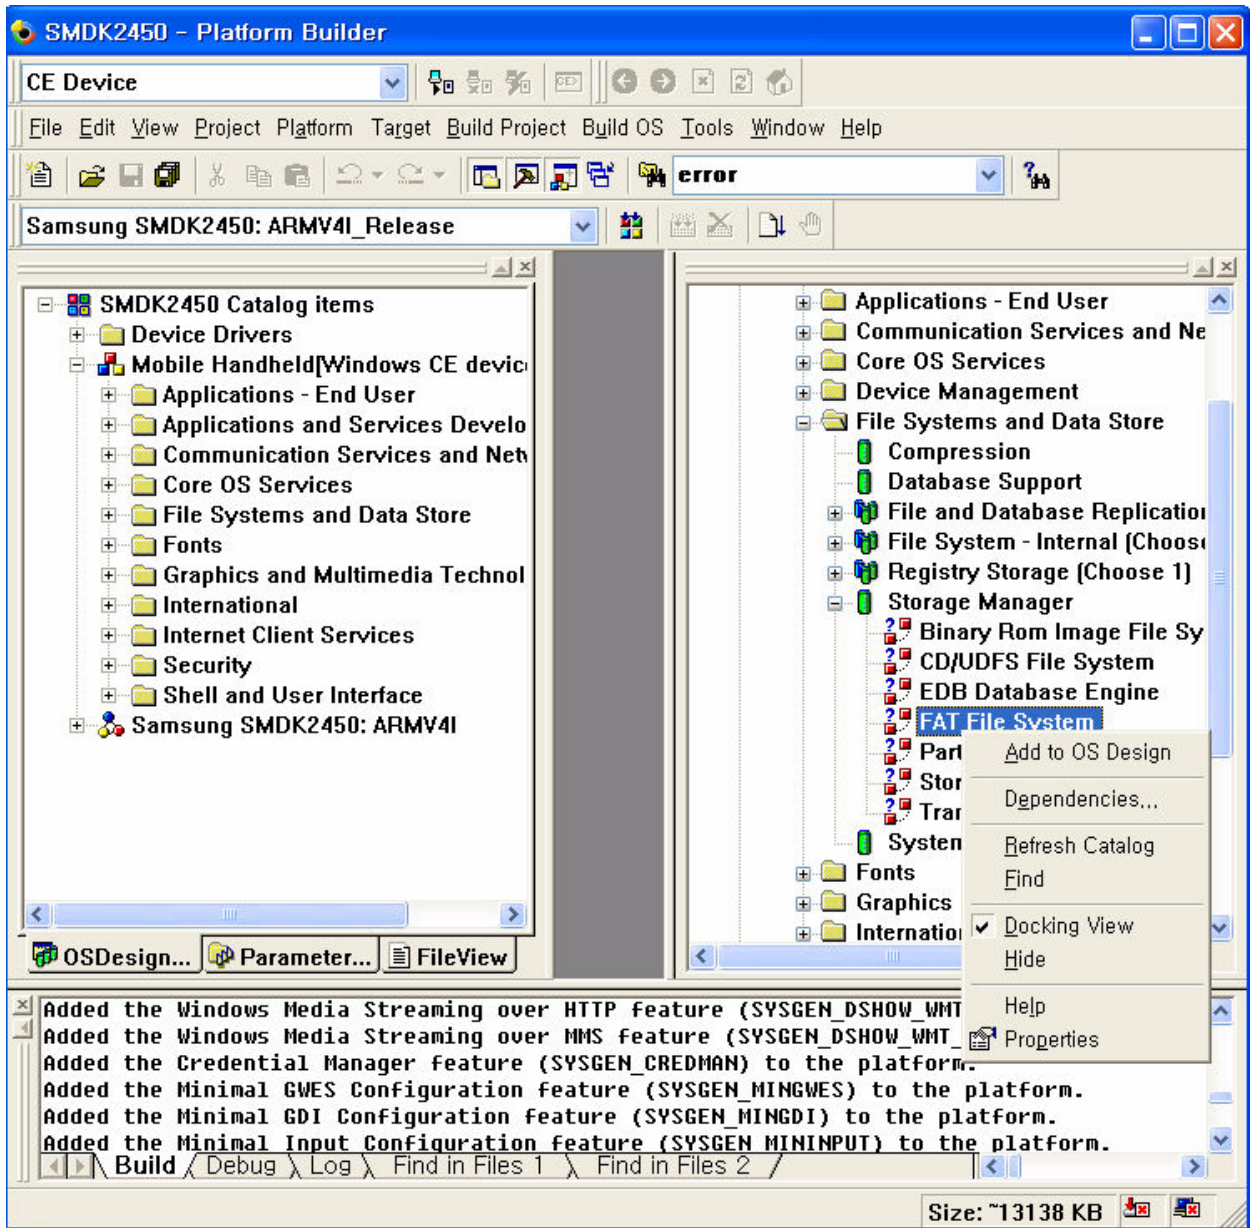 SMDK2450 - Platform Builder
CE Device
File Edit View Project Platform Target Build Project Build OS Tools Window Help
error
Samsung SMDK2450: ARMV4I_Release
SMDK2450 Catalog items
Device Drivers
Mobile Handheld[Windows CE devic
Applications - End User
Applications and Services Develo
Communication Services and Netw
Core OS Services
File Systems and Data Store
Fonts
Graphics and Multimedia Technol
International
Internet Client Services
Security
Shell and User Interface
Samsung SMDK2450: ARMV4I
OSDesign... Parameter... FileView
Applications - End User
Communication Services and Ne
Core OS Services
Device Management
File Systems and Data Store
Compression
Database Support
File and Database Replication
File System - Internal (Choose
Registry Storage (Choose 1)
Storage Manager
Binary Rom Image File Sy
CD/UDFS File System
EDB Database Engine
FAT File System
Part
Stor
Tran
System
Fonts
Graphics
Internation
Add to OS Design
Dependencies...
Refresh Catalog
Find
Docking View
Hide
Help
Properties
Added the Windows Media Streaming over HTTP feature (SYSGEN_DSHOW_WMT
Added the Windows Media Streaming over MMS feature (SYSGEN_DSHOW_WMT_
Added the Credential Manager feature (SYSGEN_CREDMAN) to the platform.
Added the Minimal GWES Configuration feature (SYSGEN_MINGWES) to the platform.
Added the Minimal GDI Configuration feature (SYSGEN_MINGDI) to the platform.
Added the Minimal Input Configuration feature (SYSGEN_MININPUT) to the platform.
Build Debug Log Find in Files 1 Find in Files 2
Size: ~13138 KB